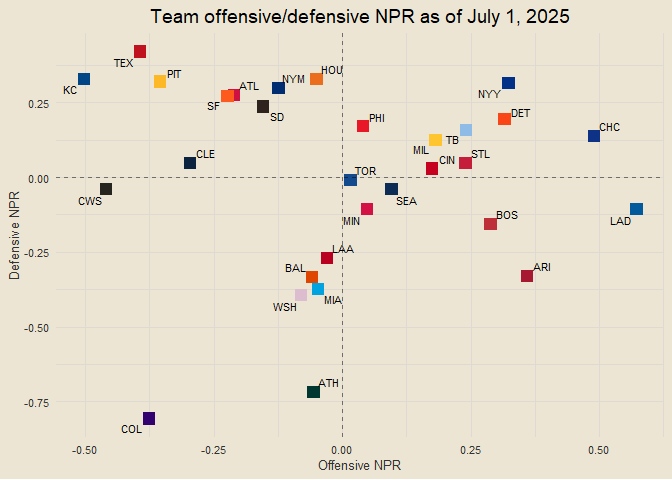 Team offensive/defensive NPR as of July 1, 2025
TEX
PIT
KC
ATL
NYM
HOU
SF
SD
NYY
DET
CHC
PHI
TB
MIL
CIN
STL
CLE
TOR
CWS
SEA
MIN
BOS
LAD
LAA
BAL
ARI
WSH
MIA
ATH
COL
0.25
0.00
-0.25
-0.50
-0.75
Defensive NPR
-0.50
-0.25
0.00
0.25
0.50
Offensive NPR